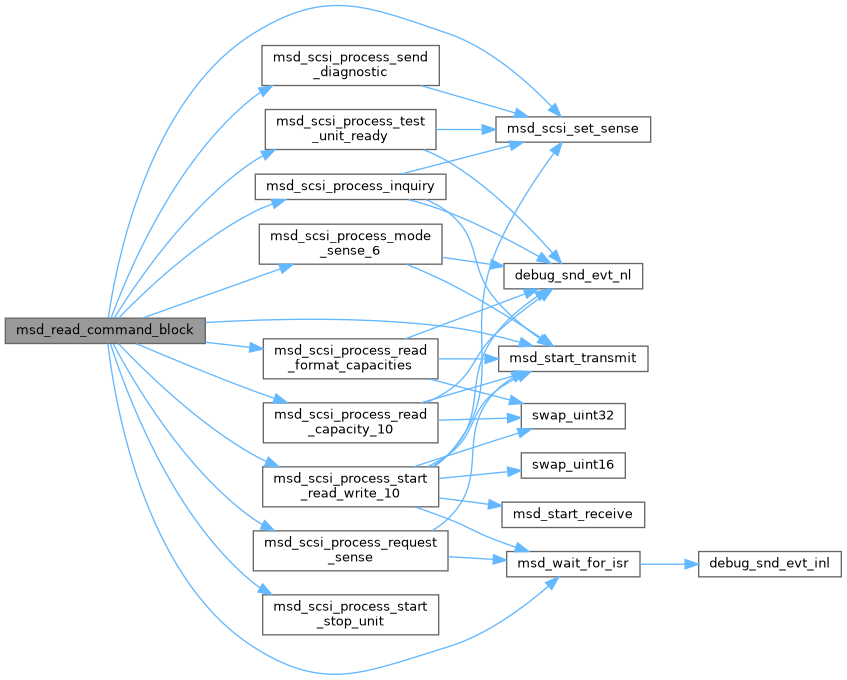 msd_scsi_process_send
_diagnostic
msd_scsi_process_test
_unit_ready
msd_scsi_set_sense
msd_scsi_process_inquiry
msd_scsi_process_mode
_sense_6
debug_snd_evt_nl
msd_read_command_block
msd_scsi_process_read
_format_capacities
msd_start_transmit
msd_scsi_process_read
_capacity_10
swap_uint32
swap_uint16
msd_scsi_process_start
_read_write_10
msd_start_receive
msd_scsi_process_request
_sense
msd_wait_for_isr
debug_snd_evt_inl
msd_scsi_process_start
_stop_unit